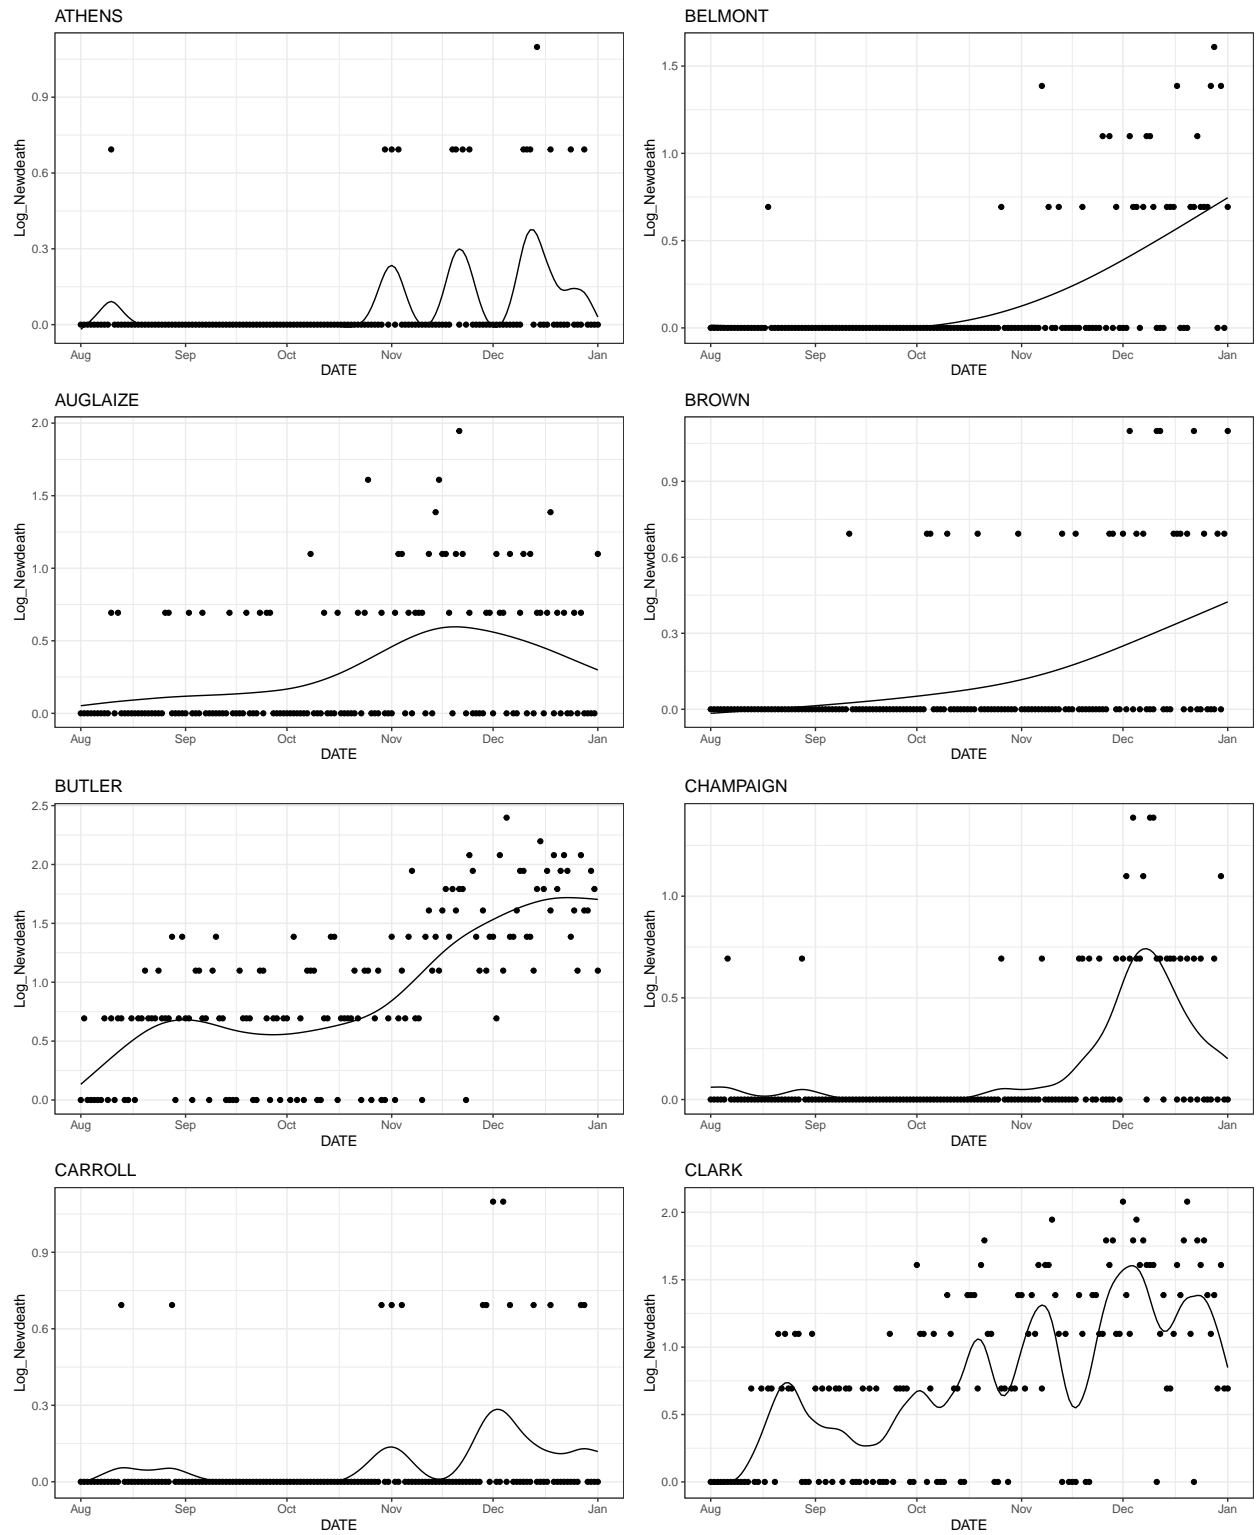 ATHENS
Log_Newdeath
0.9
0.6
0.3
0.0
Aug Sep Oct Nov Dec Jan
DATE
BELMONT
Log_Newdeath
1.5
1.0
0.5
0.0
Aug Sep Oct Nov Dec Jan
DATE
AUGLAIZE
Log_Newdeath
2.0
1.5
1.0
0.5
0.0
Aug Sep Oct Nov Dec Jan
DATE
BROWN
Log_Newdeath
0.9
0.6
0.3
0.0
Aug Sep Oct Nov Dec Jan
DATE
BUTLER
Log_Newdeath
2.5
2.0
1.5
1.0
0.5
0.0
Aug Sep Oct Nov Dec Jan
DATE
CHAMPAIGN
Log_Newdeath
1.0
0.5
0.0
Aug Sep Oct Nov Dec Jan
DATE
CARROLL
Log_Newdeath
0.9
0.6
0.3
0.0
Aug Sep Oct Nov Dec Jan
DATE
CLARK
Log_Newdeath
2.0
1.5
1.0
0.5
0.0
Aug Sep Oct Nov Dec Jan
DATE